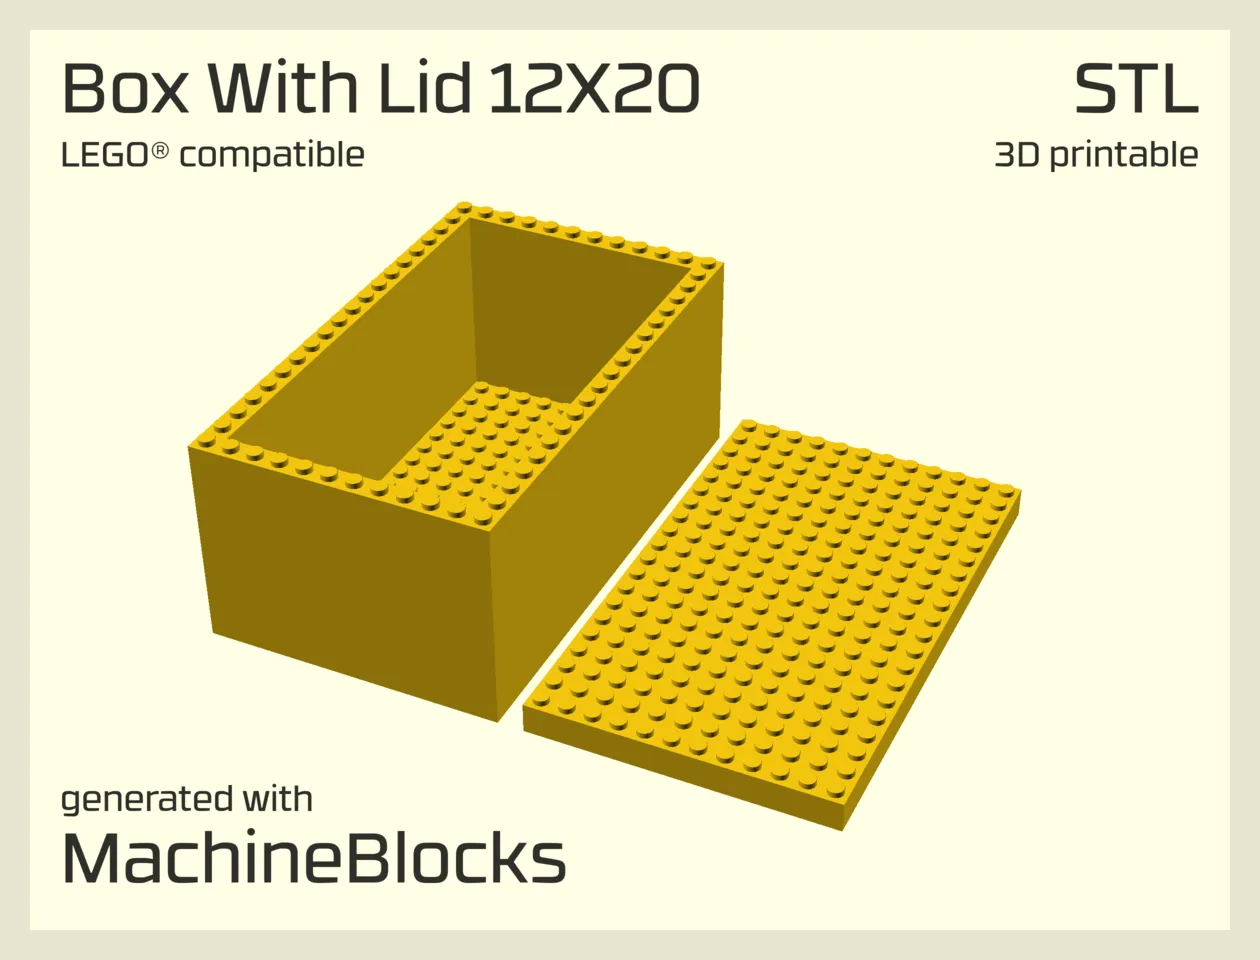 Box With Lid 12X20
STL
LEGO® compatible
3D printable
generated with
MachineBlocks